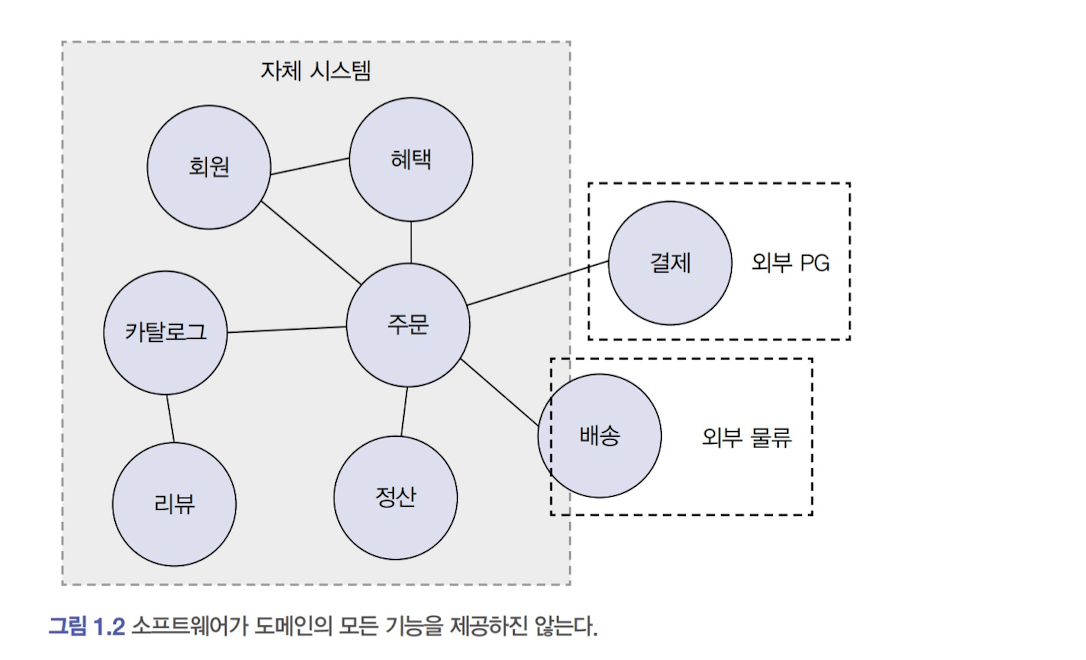 자체 시스템
회원
혜택
결제
외부 PG
카탈로그
주문
배송
외부 물류
리뷰
정산
그림 1.2 소프트웨어가 도메인의 모든 기능을 제공하진 않는다.